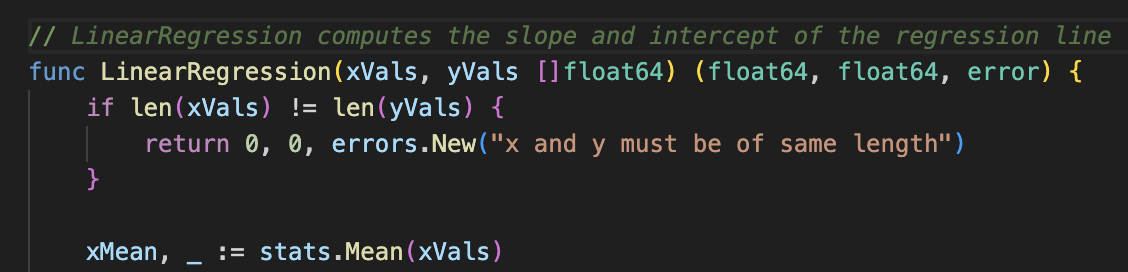 // LinearRegression computes the slope and intercept of the regression line
func LinearRegression(xVals, yVals []float64) (float64, float64, error) {
    if len(xVals) != len(yVals) {
        return 0, 0, errors.New("x and y must be of same length")
    }
    xMean, _ := stats.Mean(xVals)